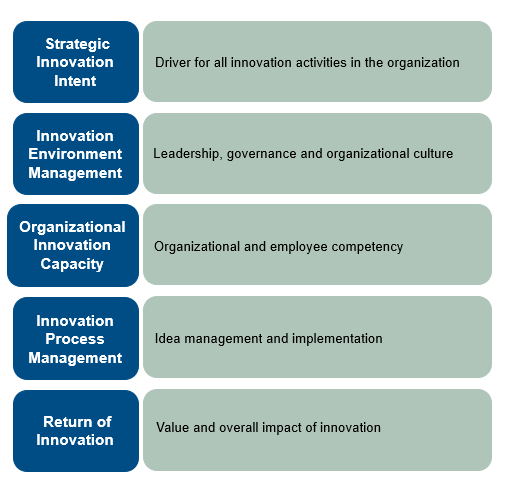 Strategic
Innovation
Intent
Driver for all innovation activities in the organization
Innovation
Environment
Management
Leadership, governance and organizational culture
Organizational
Innovation
Capacity
Organizational and employee competency
Innovation
Process
Management
Idea management and implementation
Return of
Innovation
Value and overall impact of innovation